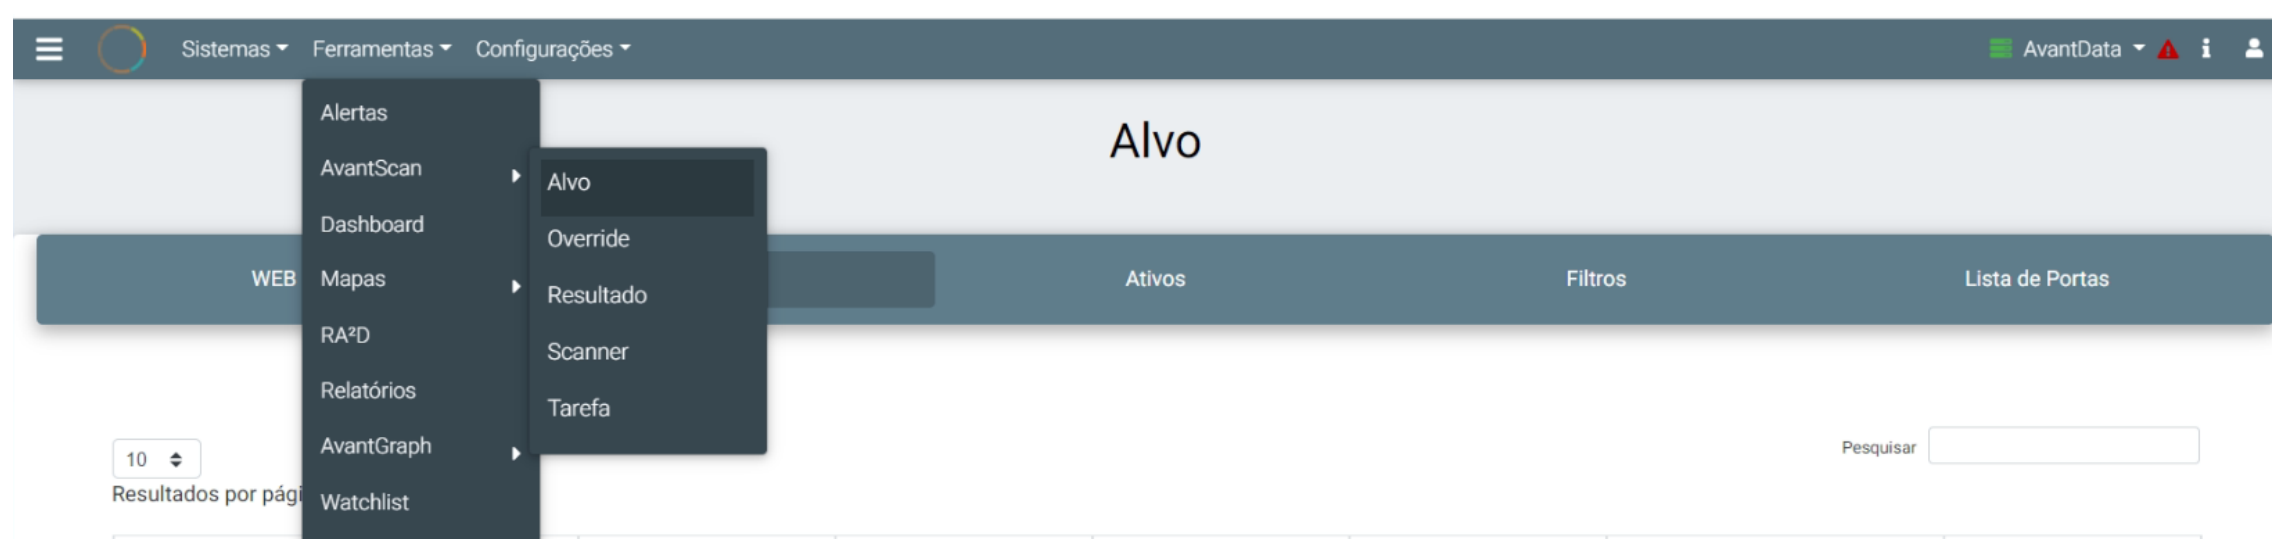 Sistemas Ferramentas Configurações AvantData
Alvo
Alertas
AvantScan
Dashboard
Mapas
RA²D
Relatórios
AvantGraph
Watchlist
Alvo
Override
Resultado
Scanner
Tarefa
WEB Ativos Filtros Lista de Portas
10
Resultados por pági
Pesquisar